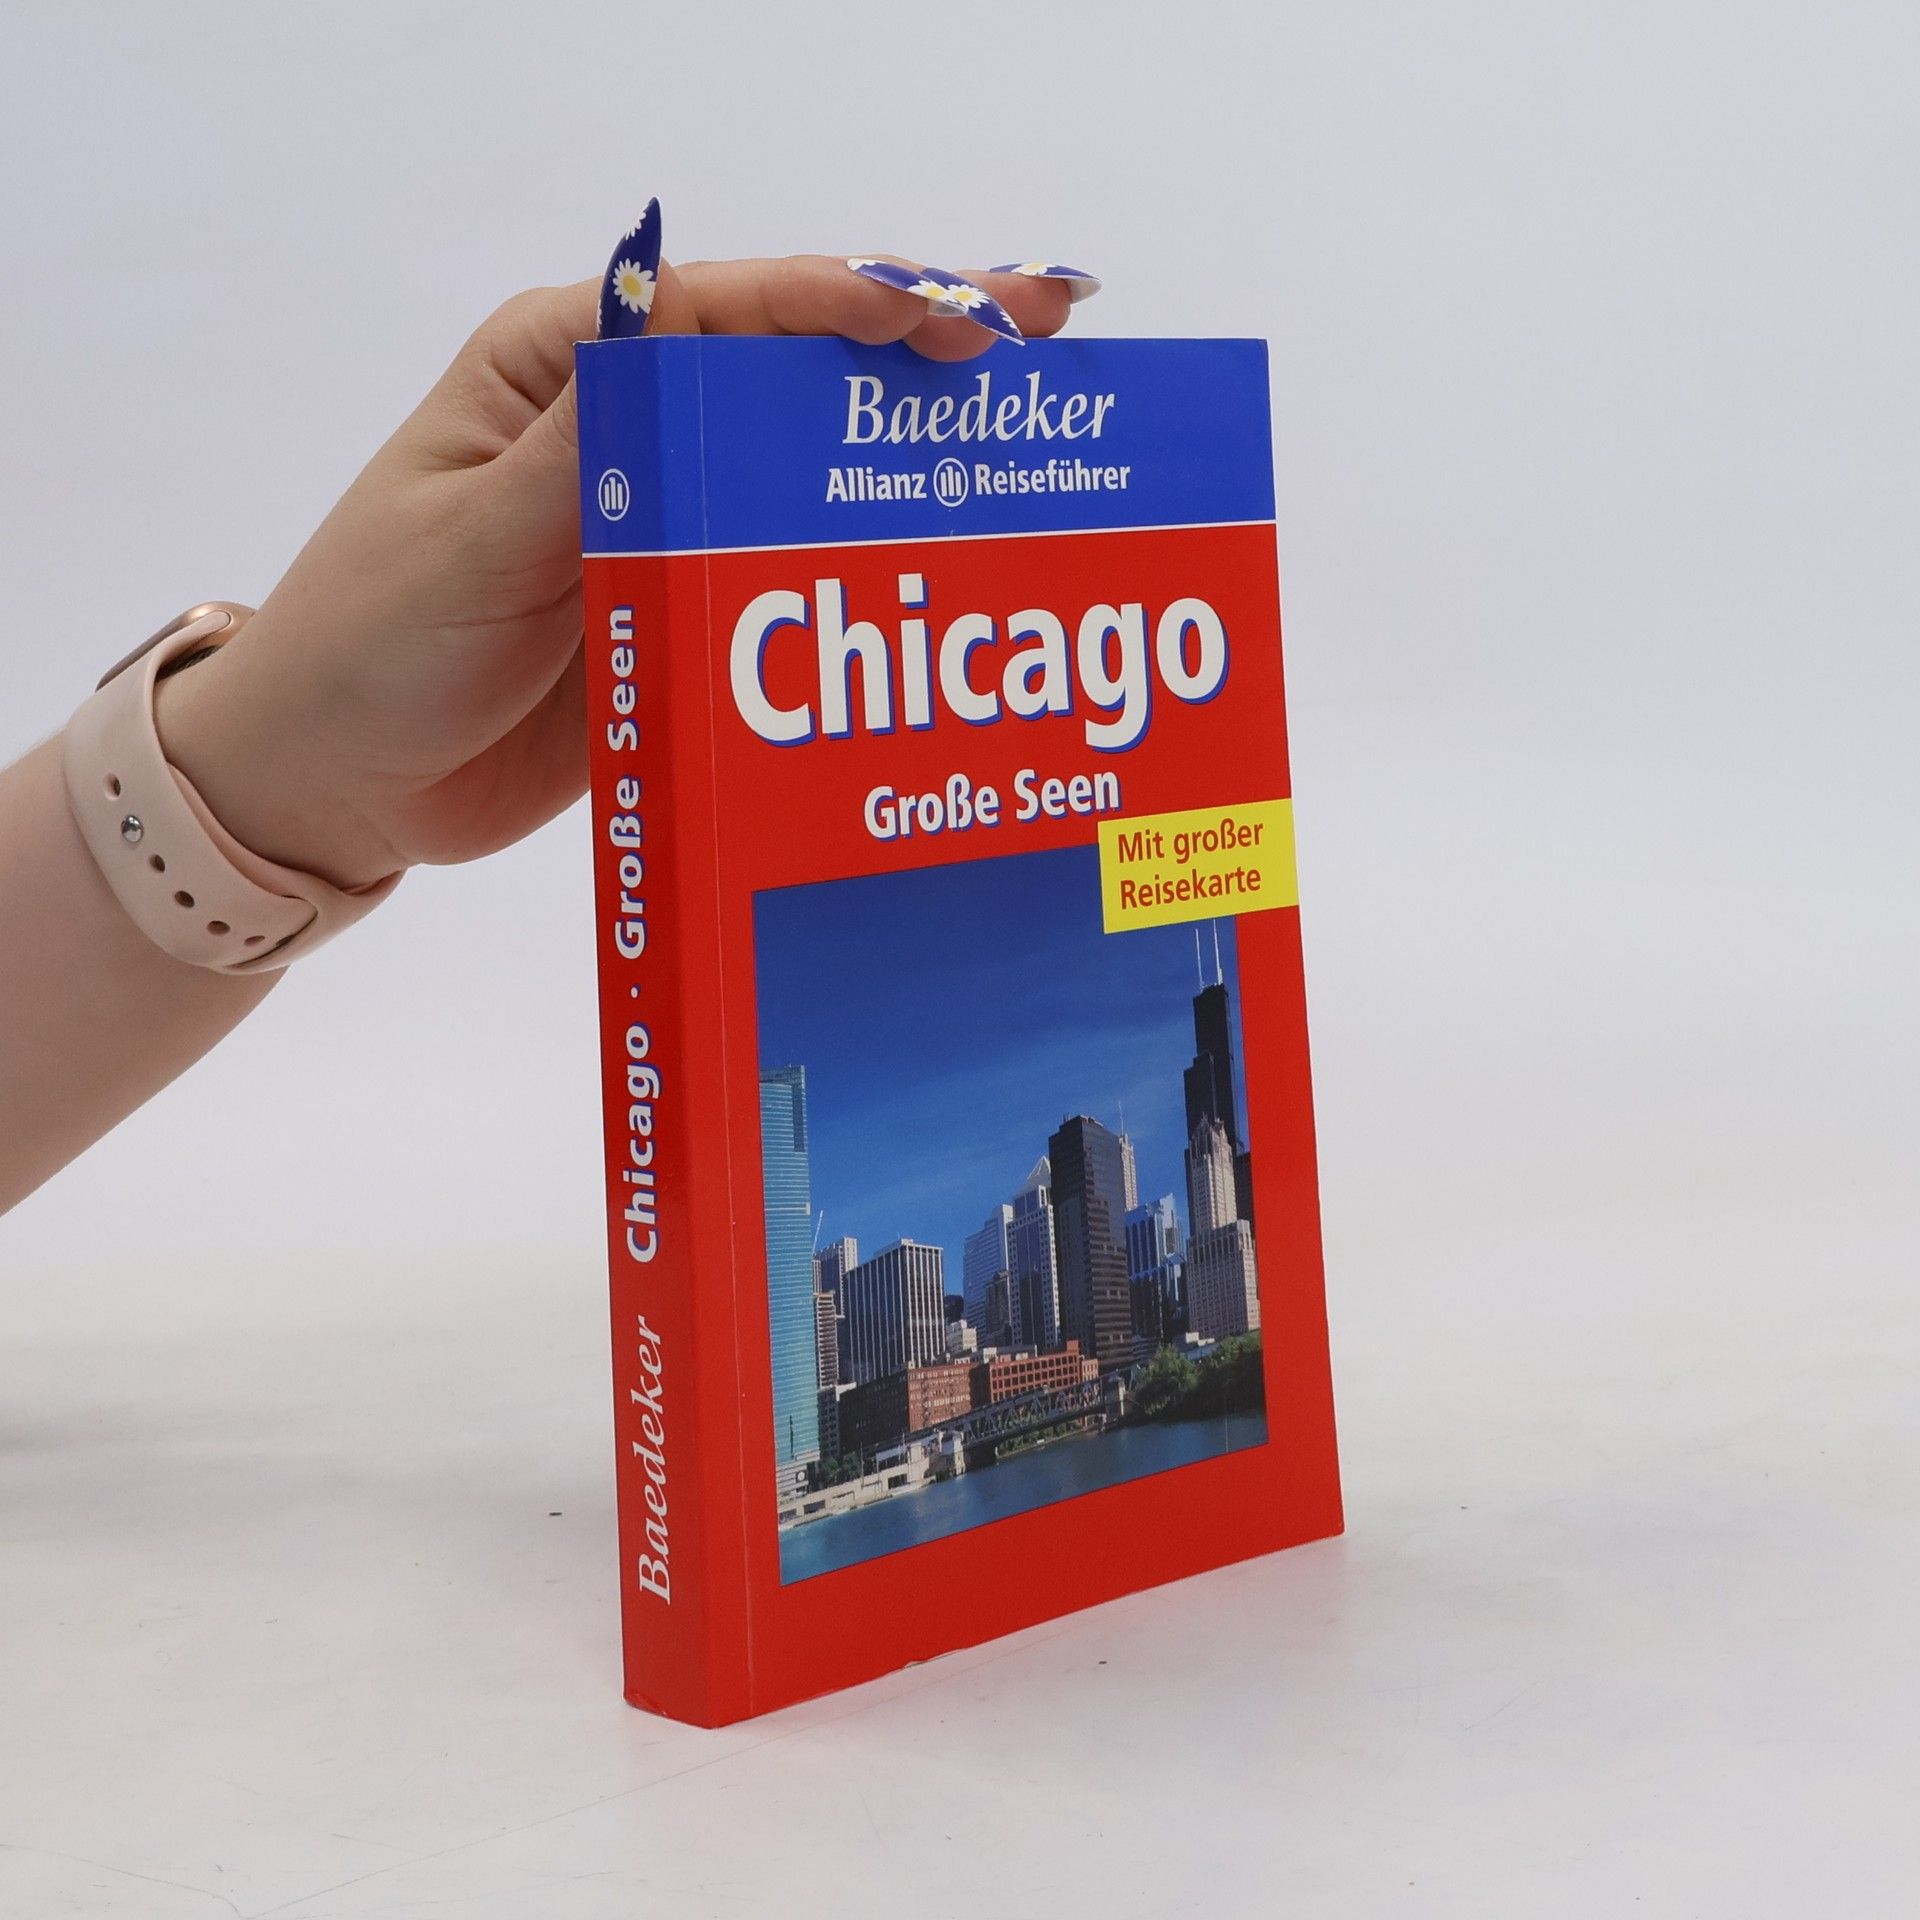 Baedeker
Allianz Reiseführer
Chicago
Große Seen
Mit großer
Reisekarte
Baedeker Chicago · Große Seen